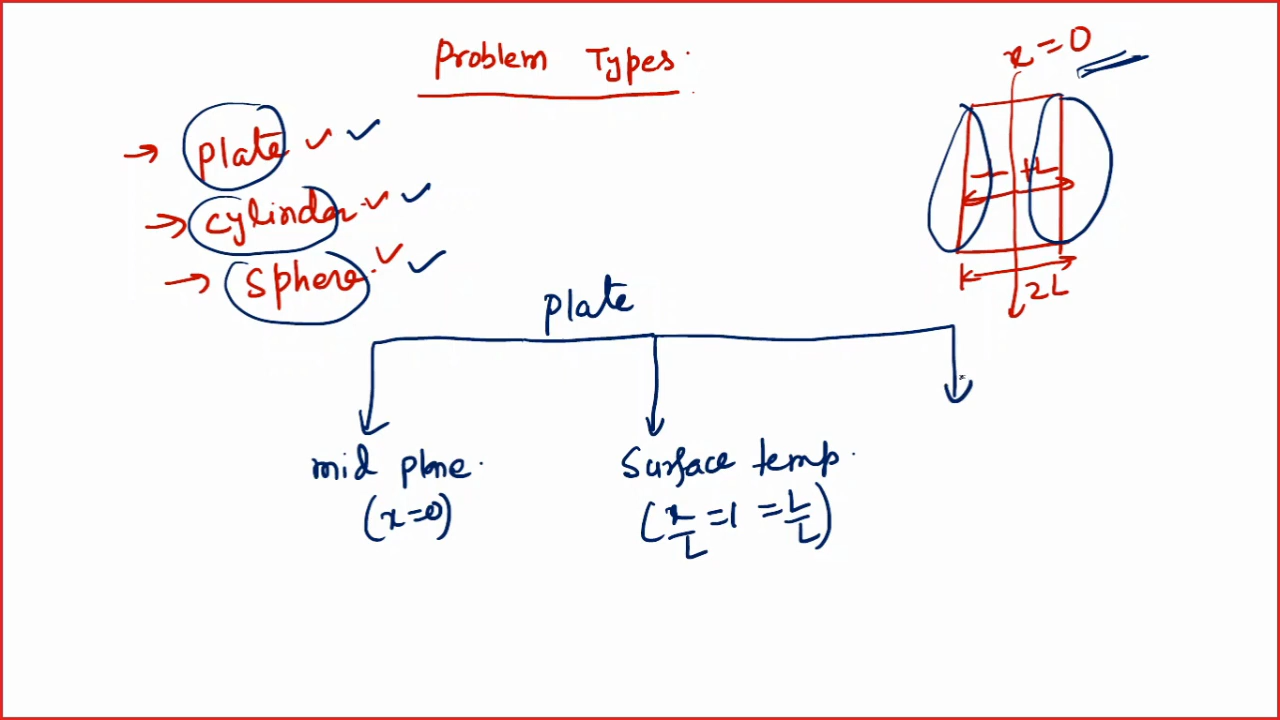 Problem Types
x = 0
→ plate ✓ ✓
→ cylinder ✓ ✓
→ Sphere ✓ ✓
L +L
2L
plate
mid plane.
(x=0)
Surface temp.
(x/L = 1 = L/L)